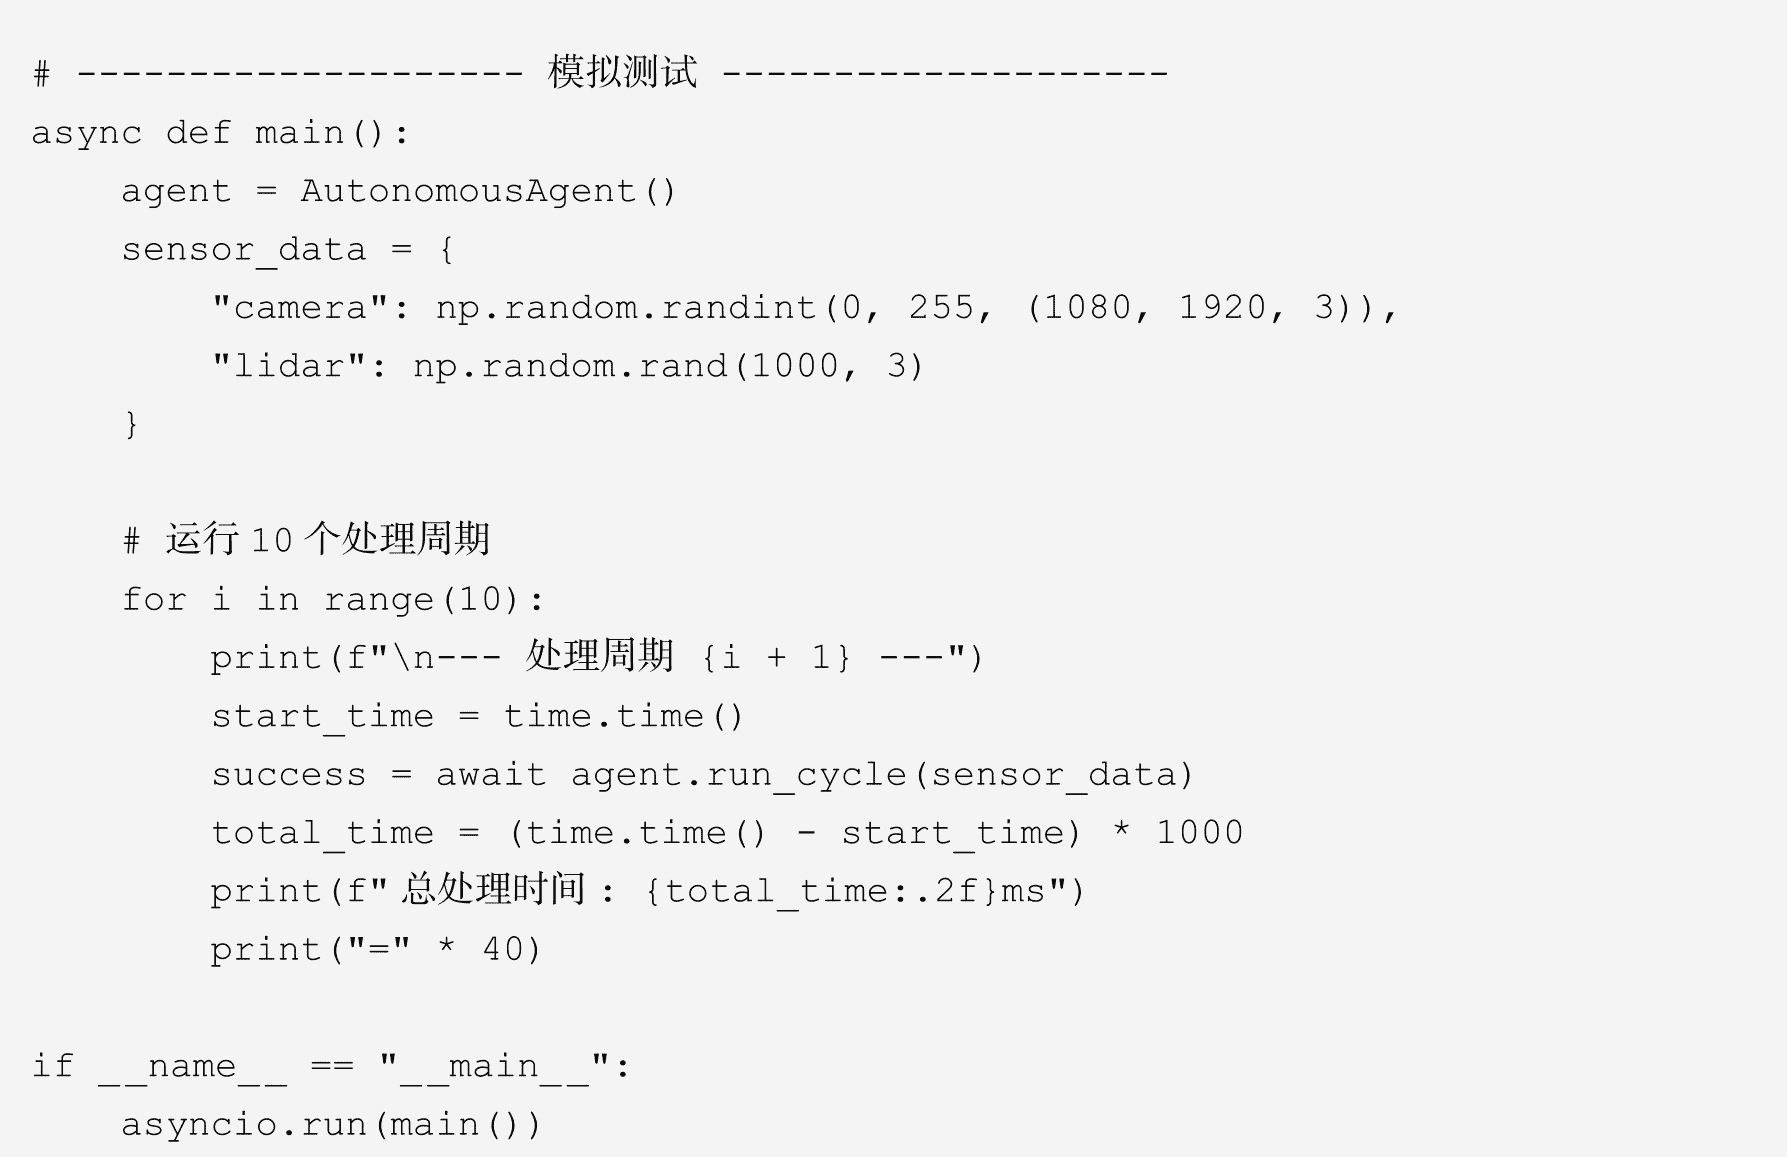 # -------------------- 模拟测试 --------------------
async def main():
    agent = AutonomousAgent()
    sensor_data = {
        "camera": np.random.randint(0, 255, (1080, 1920, 3)),
        "lidar": np.random.rand(1000, 3)
    }

    # 运行 10 个处理周期
    for i in range(10):
        print(f"\n--- 处理周期 {i + 1} ---")
        start_time = time.time()
        success = await agent.run_cycle(sensor_data)
        total_time = (time.time() - start_time) * 1000
        print(f" 总处理时间 : {total_time:.2f}ms")
        print("=" * 40)

if __name__ == "__main__":
    asyncio.run(main())